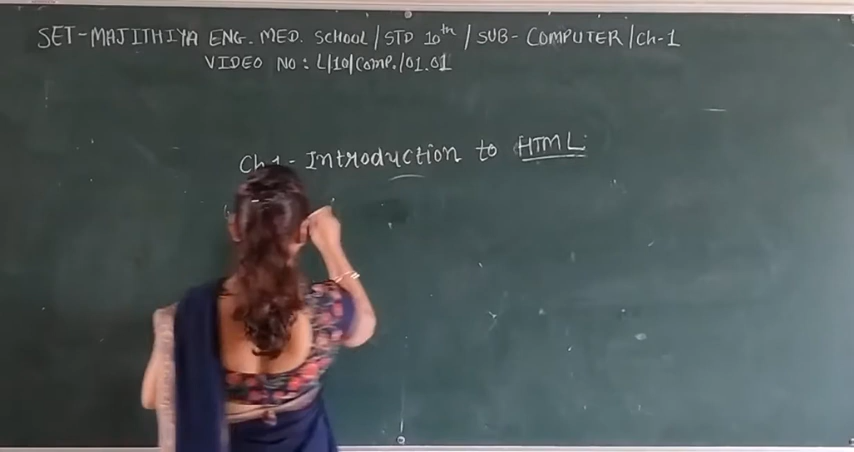 SET-MAJITHIYA ENG. MED. SCHOOL / STD 10th / SUB- COMPUTER / Ch-1
VIDEO NO : L/10/COMP./01.01
Ch-1 - Introduction to HTML